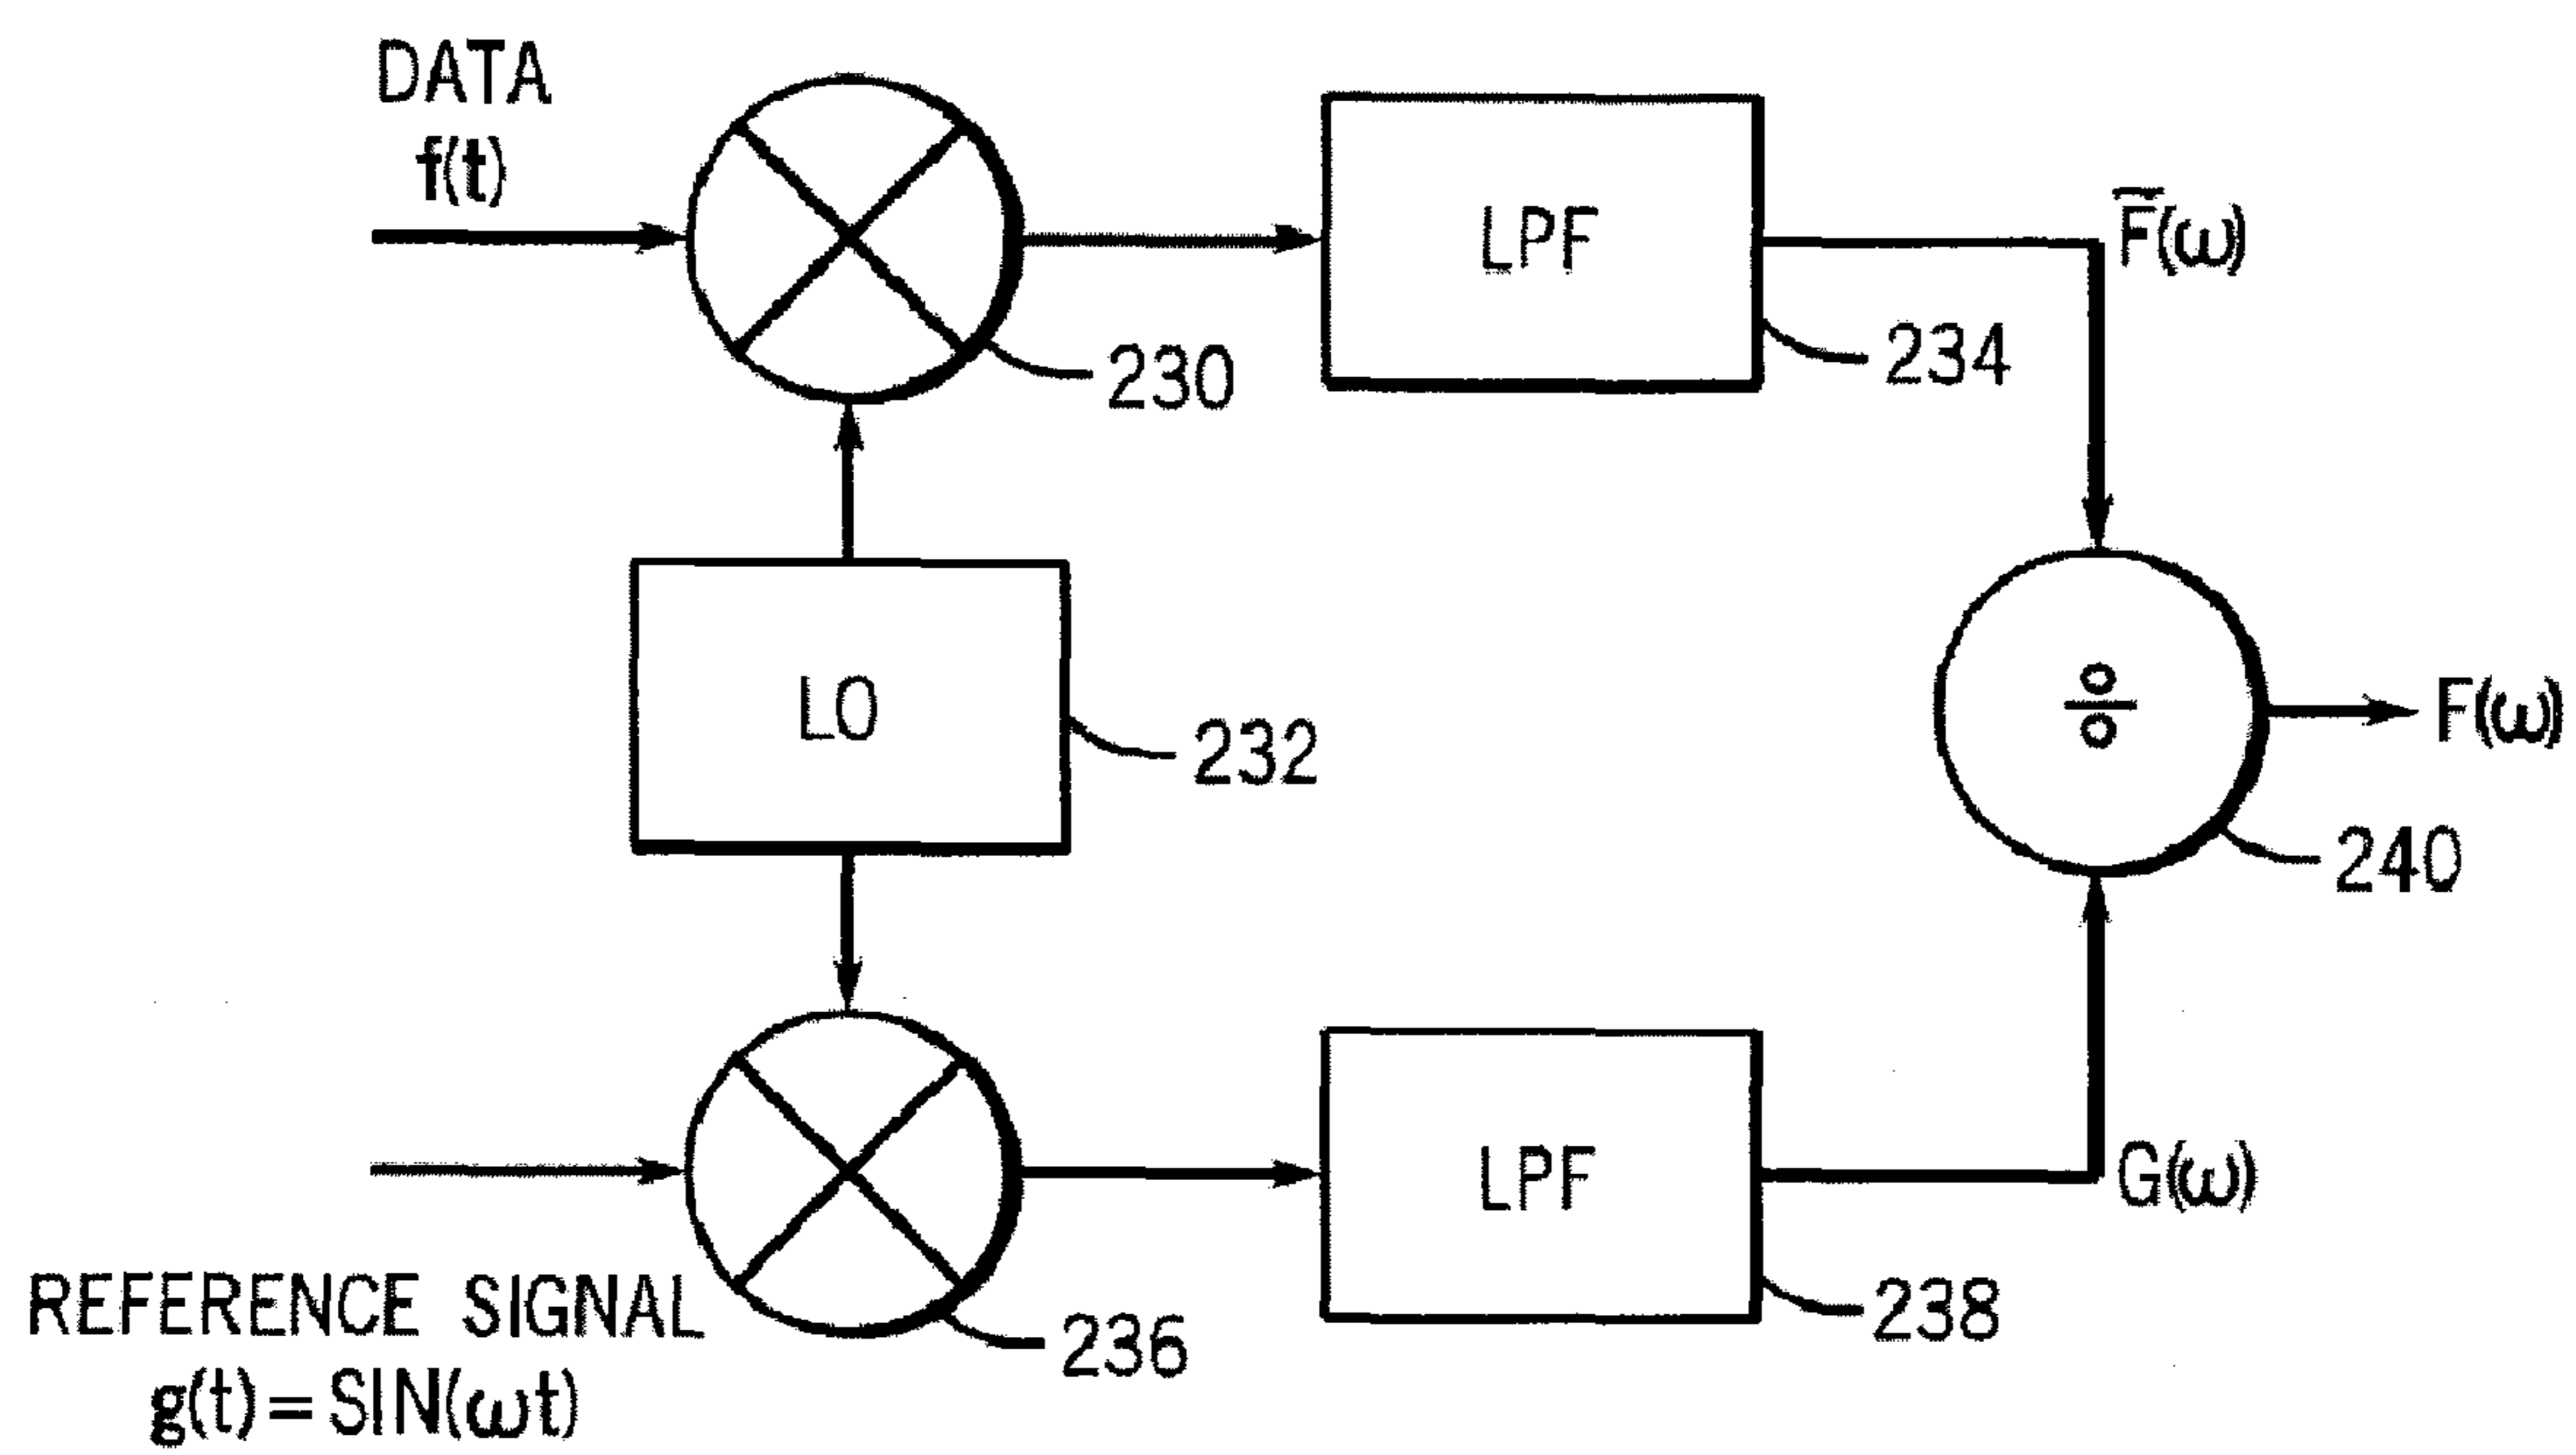 DATA
f(t)
LPF
F̅(ω)
230
234
LO
232
F(ω)
÷
240
LPF
G(ω)
REFERENCE SIGNAL
g(t) = SIN(ωt)
236
238